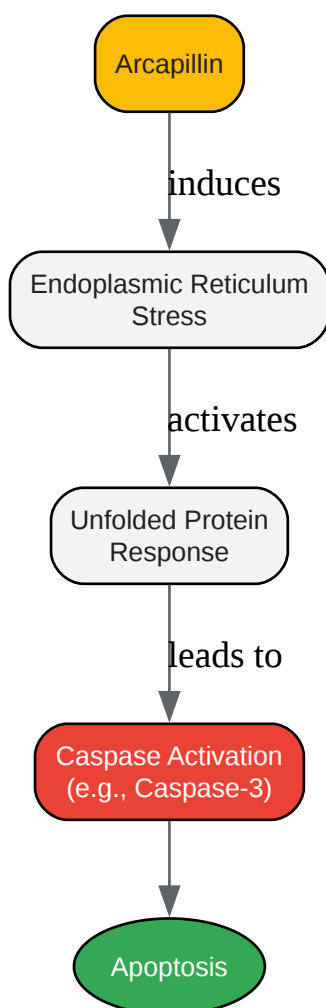 Arcapillin
induces
Endoplasmic Reticulum
Stress
activates
Unfolded Protein
Response
leads to
Caspase Activation
(e.g., Caspase-3)
Apoptosis